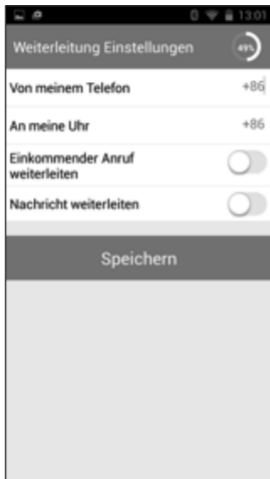 13:01
Weiterleitung Einstellungen 49%
Von meinem Telefon +86
An meine Uhr +86
Einkommender Anruf
weiterleiten
Nachricht weiterleiten
Speichern